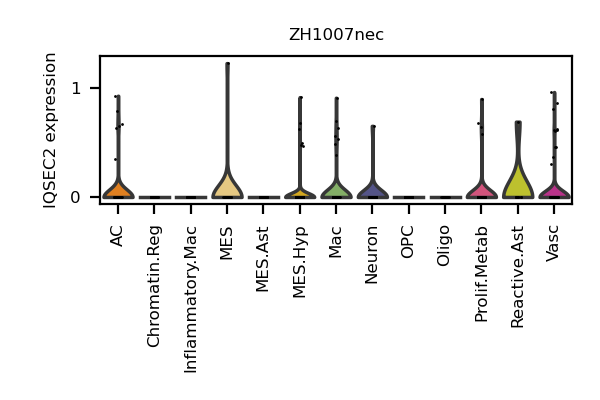 ZH1007nec
IQSEC2 expression
1
0
AC
Chromatin.Reg
Inflammatory.Mac
MES
MES.Ast
MES.Hyp
Mac
Neuron
OPC
Oligo
Prolif.Metab
Reactive.Ast
Vasc